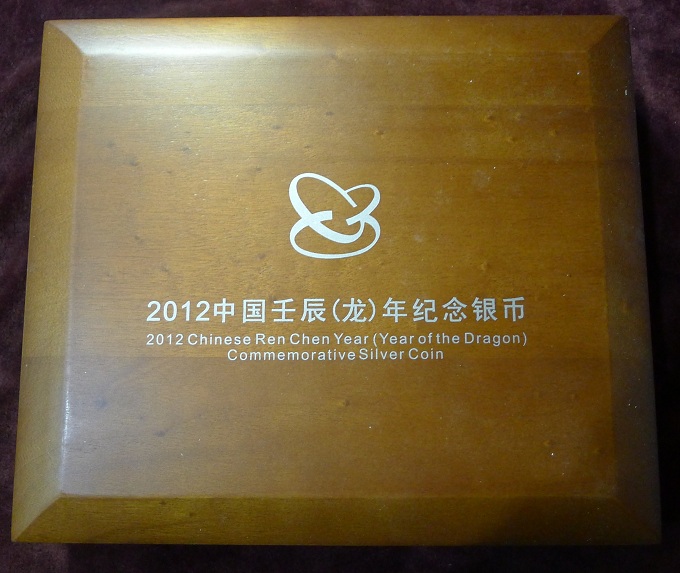 2012中国壬辰(龙)年纪念银币
2012 Chinese Ren Chen Year (Year of the Dragon)
Commemorative Silver Coin